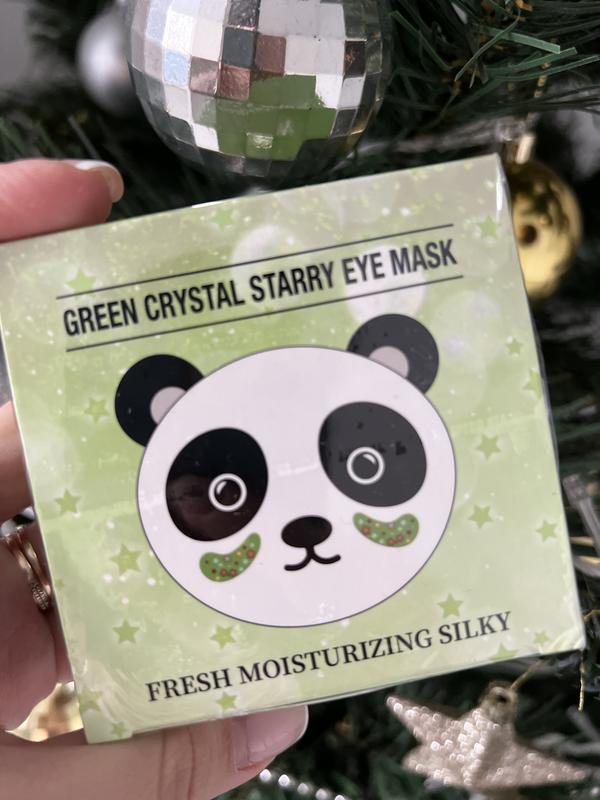 GREEN CRYSTAL STARRY EYE MASK
FRESH MOISTURIZING SILKY